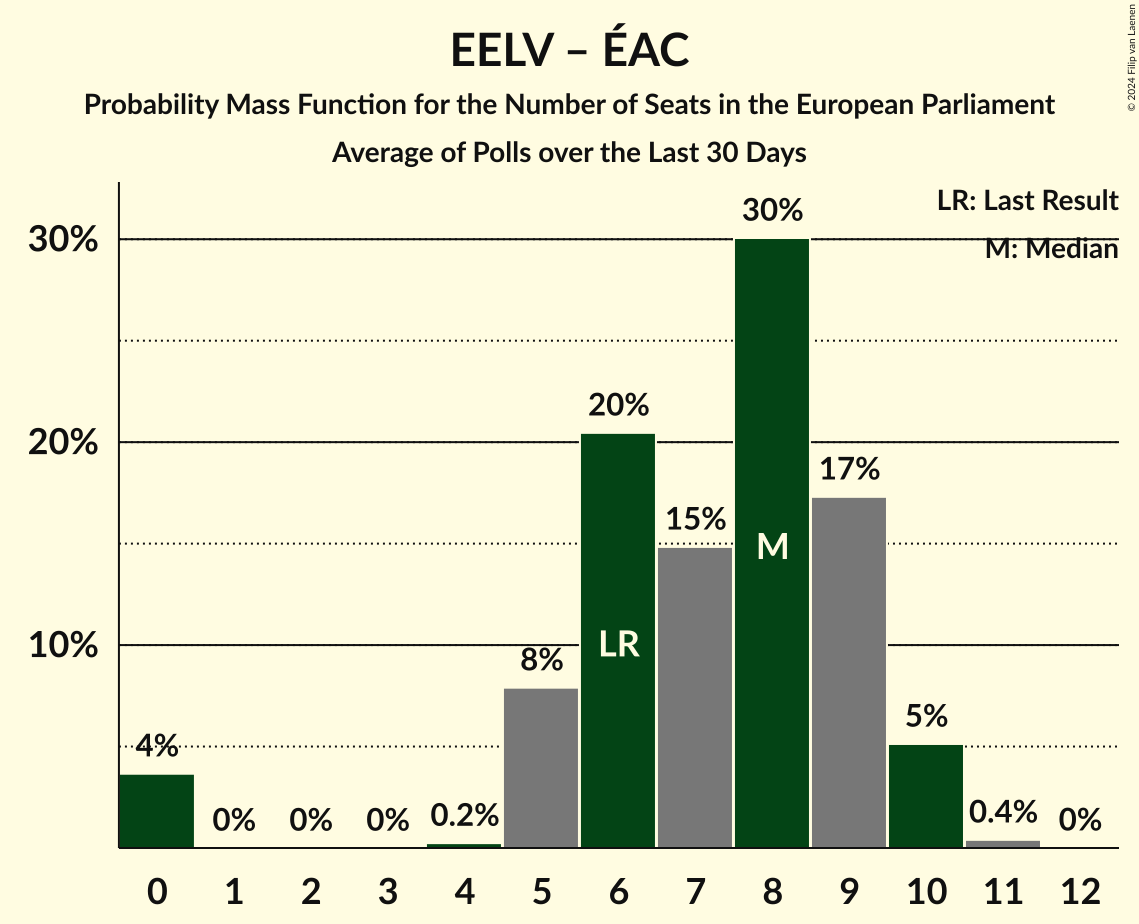 EELV – ÉAC
Probability Mass Function for the Number of Seats in the European Parliament
Average of Polls over the Last 30 Days
© 2024 Filip van Laenen
LR: Last Result
M: Median
30%
20%
10%
4%
0%
0%
0%
0.2%
8%
20%
15%
30%
17%
5%
0.4%
0%
LR
M
0 1 2 3 4 5 6 7 8 9 10 11 12